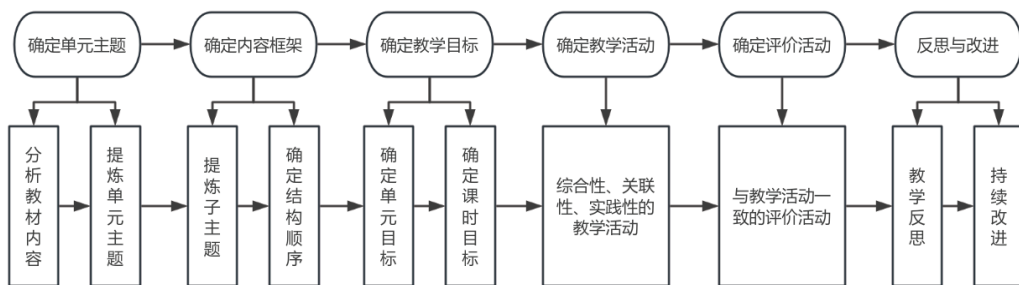 确定单元主题
确定内容框架
确定教学目标
确定教学活动
确定评价活动
反思与改进
分析教材内容
提炼单元主题
提炼子主题
确定结构顺序
确定单元目标
确定课时目标
综合性、关联
性、实践性的
教学活动
与教学活动一
致的评价活动
教学反思
持续改进